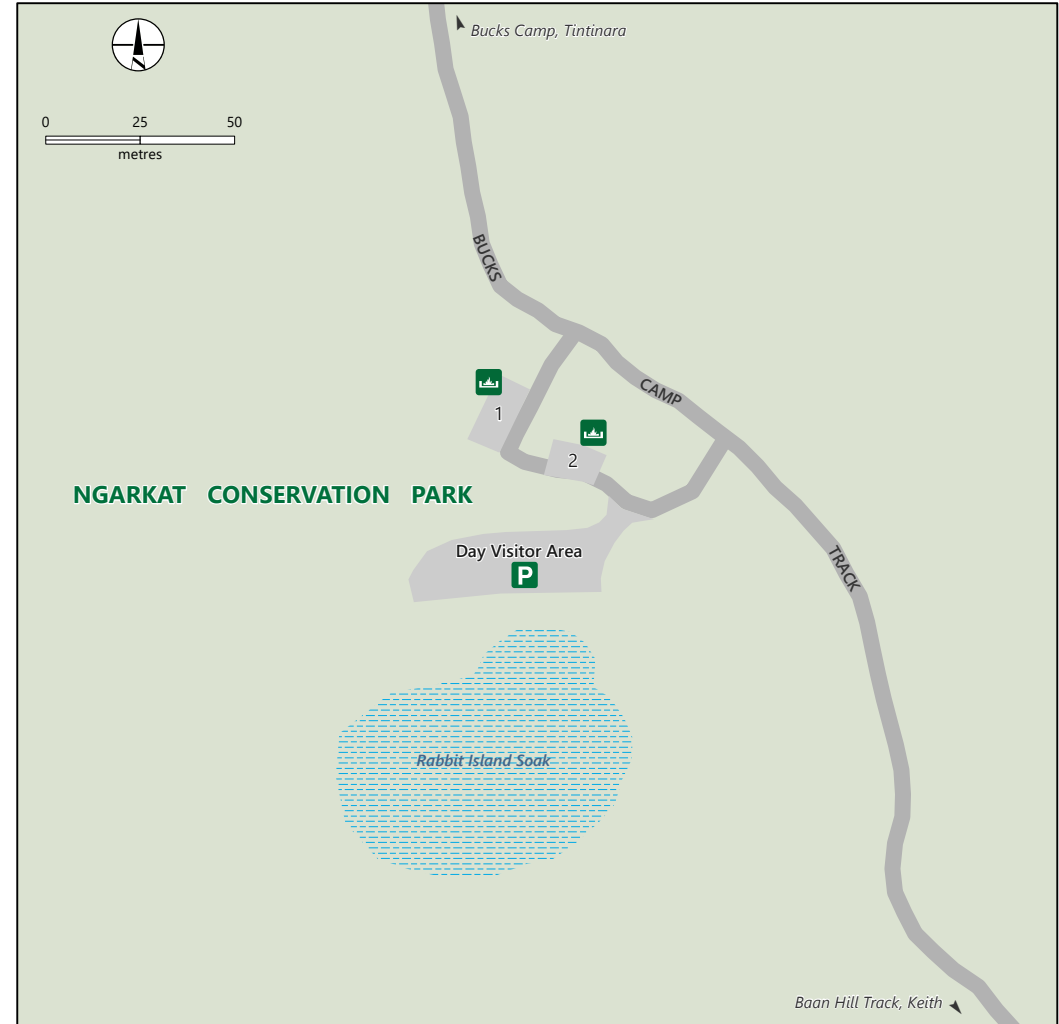 Bucks Camp, Tintinara
0 25 50
metres
BUCKS
CAMP
TRACK
1
2
NGARKAT CONSERVATION PARK
Day Visitor Area
P
Rabbit Island Soak
Baan Hill Track, Keith